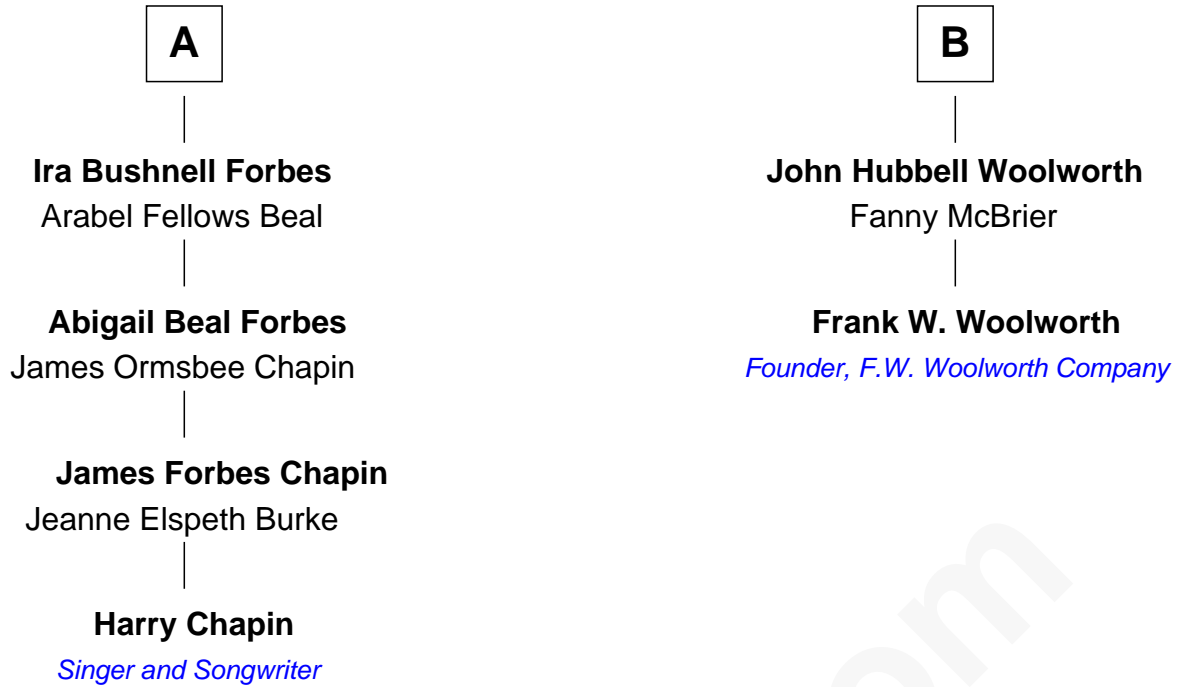 A
Ira Bushnell Forbes
Arabel Fellows Beal
Abigail Beal Forbes
James Ormsbee Chapin
James Forbes Chapin
Jeanne Elspeth Burke
Harry Chapin
Singer and Songwriter
B
John Hubbell Woolworth
Fanny McBrier
Frank W. Woolworth
Founder, F.W. Woolworth Company
om